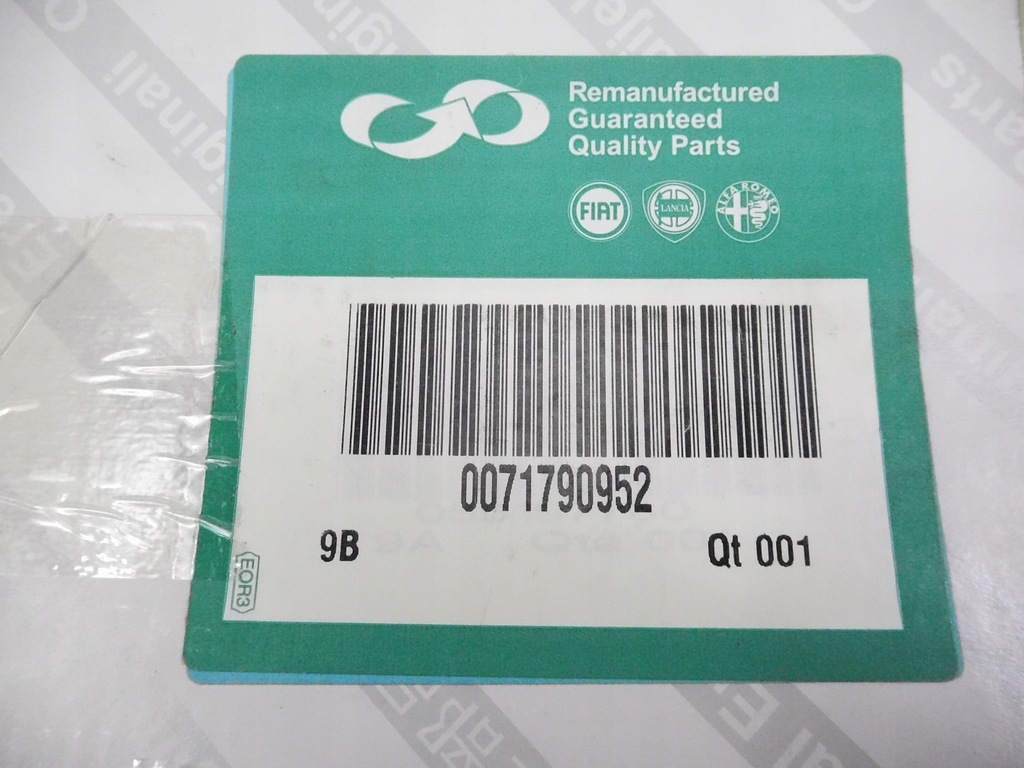 Remanufactured
Guaranteed
Quality Parts
FIAT
LANCIA
ALFA ROMEO
0071790952
9B
Qt 001
EOR3